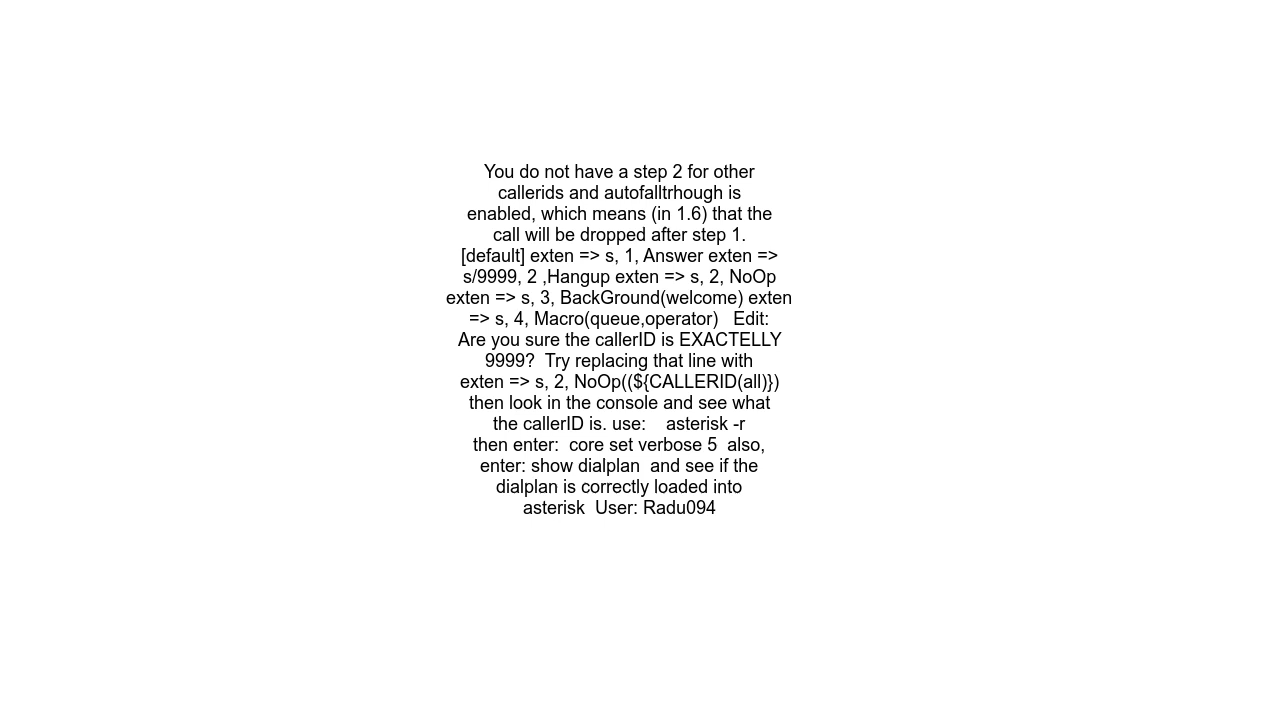 You do not have a step 2 for other
callerids and autofalltrhough is
enabled, which means (in 1.6) that the
call will be dropped after step 1.
[default] exten => s, 1, Answer exten =>
s/9999, 2 ,Hangup exten => s, 2, NoOp
exten => s, 3, BackGround(welcome) exten
=> s, 4, Macro(queue,operator)   Edit:
Are you sure the callerID is EXACTELLY
9999?  Try replacing that line with
exten => s, 2, NoOp((${CALLERID(all)})
then look in the console and see what
the callerID is. use:    asterisk -r
then enter:  core set verbose 5  also,
enter: show dialplan  and see if the
dialplan is correctly loaded into
asterisk  User: Radu094